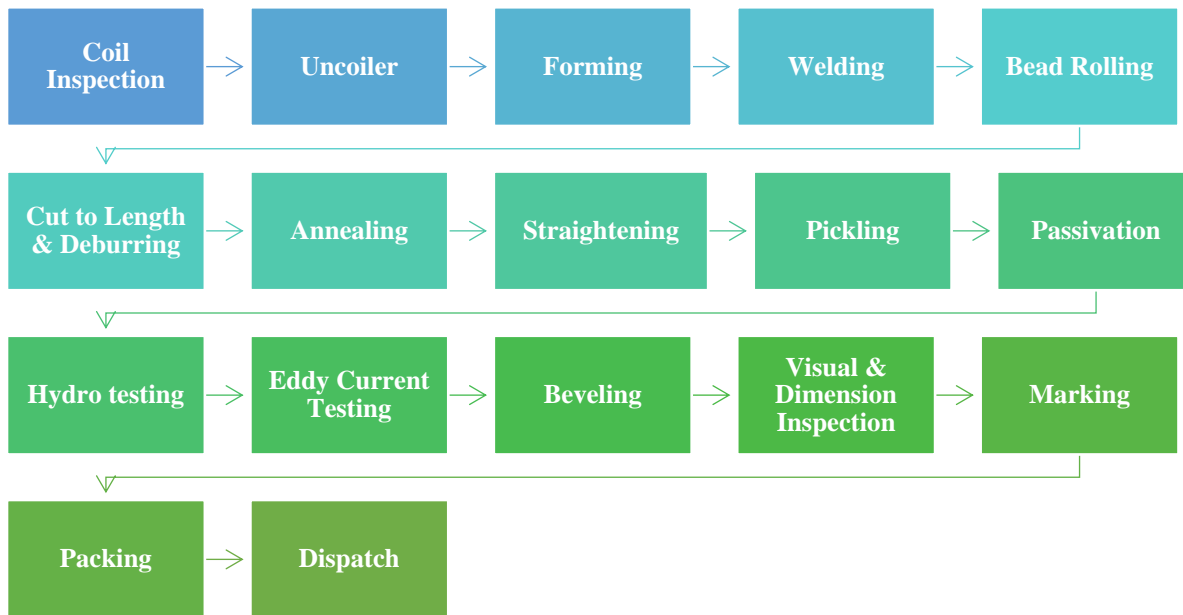 Coil
Inspection
Uncoiler
Forming
Welding
Bead Rolling
Cut to Length
& Deburring
Annealing
Straightening
Pickling
Passivation
Hydro testing
Eddy Current
Testing
Beveling
Visual &
Dimension
Inspection
Marking
Packing
Dispatch